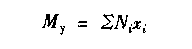 M_y = ΣN_i x_i